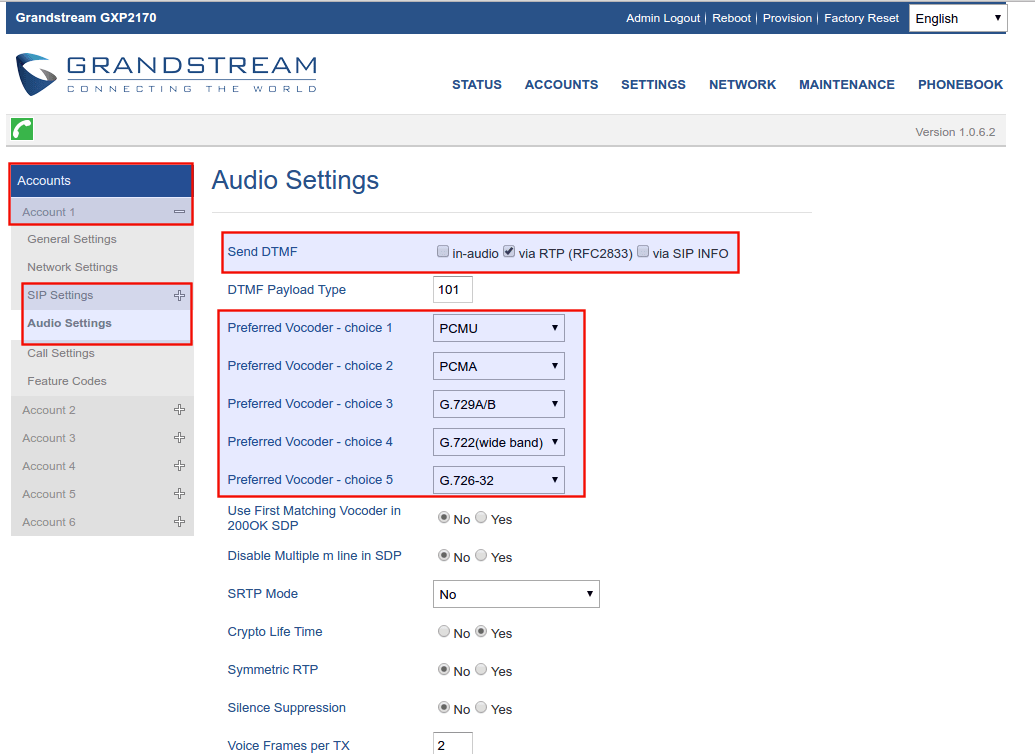 Grandstream GXP2170
Admin Logout | Reboot | Provision | Factory Reset
English
GRANDSTREAM
CONNECTING THE WORLD
STATUS ACCOUNTS SETTINGS NETWORK MAINTENANCE PHONEBOOK
Version 1.0.6.2
Accounts
Account 1
General Settings
Network Settings
SIP Settings
Audio Settings
Call Settings
Feature Codes
Account 2
Account 3
Account 4
Account 5
Account 6
Audio Settings
Send DTMF in-audio via RTP (RFC2833) via SIP INFO
DTMF Payload Type 101
Preferred Vocoder - choice 1 PCMU
Preferred Vocoder - choice 2 PCMA
Preferred Vocoder - choice 3 G.729A/B
Preferred Vocoder - choice 4 G.722(wide band)
Preferred Vocoder - choice 5 G.726-32
Use First Matching Vocoder in
200OK SDP No Yes
Disable Multiple m line in SDP No Yes
SRTP Mode No
Crypto Life Time No Yes
Symmetric RTP No Yes
Silence Suppression No Yes
Voice Frames per TX 2